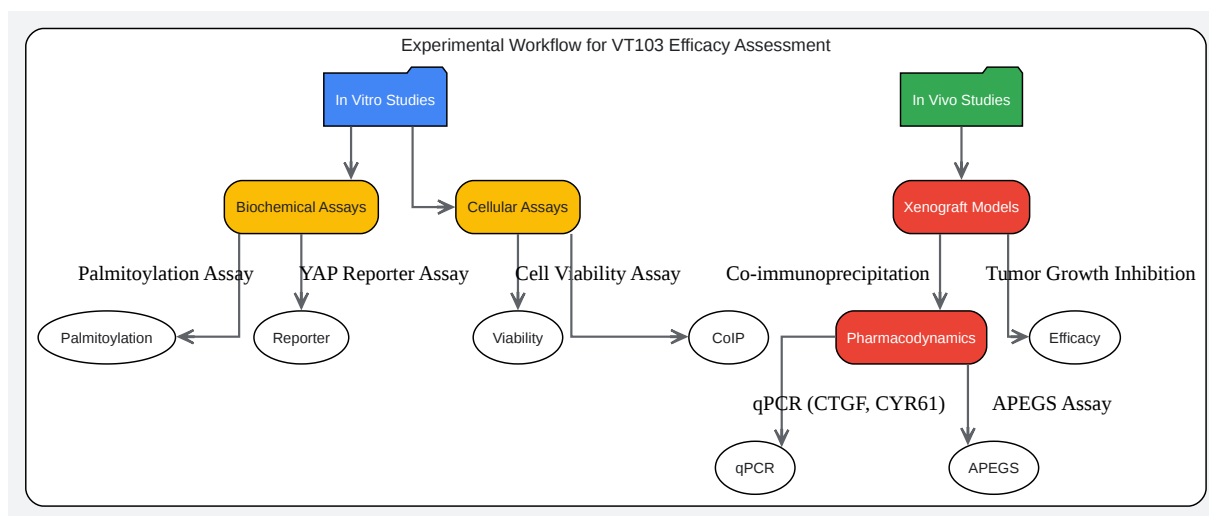 Experimental Workflow for VT103 Efficacy Assessment
In Vitro Studies
In Vivo Studies
Biochemical Assays
Cellular Assays
Xenograft Models
Palmitoylation Assay
YAP Reporter Assay
Cell Viability Assay
Co-immunoprecipitation
Tumor Growth Inhibition
Palmitoylation
Reporter
Viability
CoIP
Pharmacodynamics
Efficacy
qPCR (CTGF, CYR61)
APEGS Assay
qPCR
APEGS